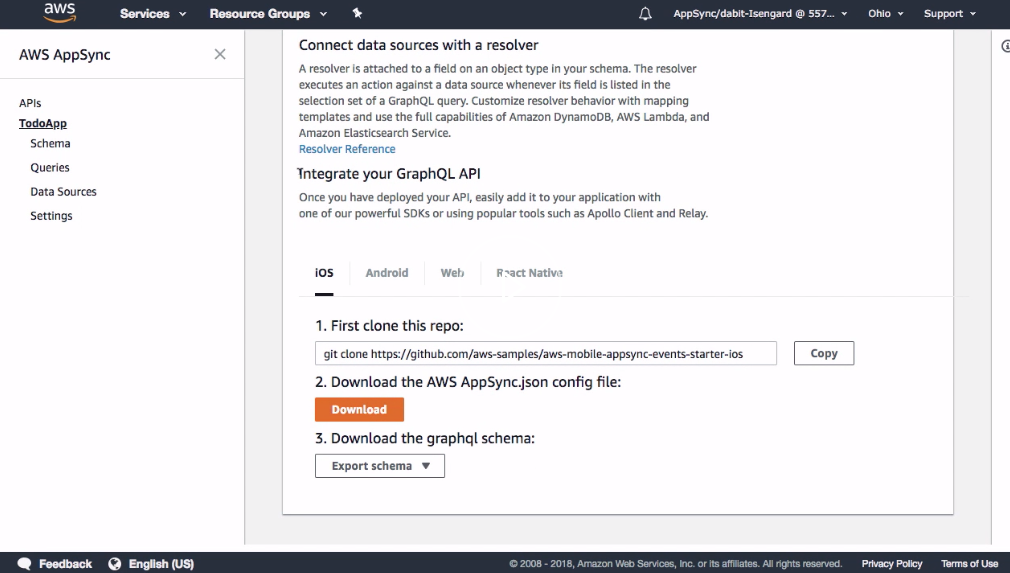 aws
Services
Resource Groups
AppSync/dabit-Isengard @ 557...
Ohio
Support
AWS AppSync
APIs
TodoApp
Schema
Queries
Data Sources
Settings
Connect data sources with a resolver
A resolver is attached to a field on an object type in your schema. The resolver
executes an action against a data source whenever its field is listed in the
selection set of a GraphQL query. Customize resolver behavior with mapping
templates and use the full capabilities of Amazon DynamoDB, AWS Lambda, and
Amazon Elasticsearch Service.
Resolver Reference
Integrate your GraphQL API
Once you have deployed your API, easily add it to your application with
one of our powerful SDKs or using popular tools such as Apollo Client and Relay.
iOS
Android
Web
React Native
1. First clone this repo:
git clone https://github.com/aws-samples/aws-mobile-appsync-events-starter-ios
Copy
2. Download the AWS AppSync.json config file:
Download
3. Download the graphql schema:
Export schema
Feedback
English (US)
© 2008 - 2018, Amazon Web Services, Inc. or its affiliates. All rights reserved.
Privacy Policy
Terms of Use